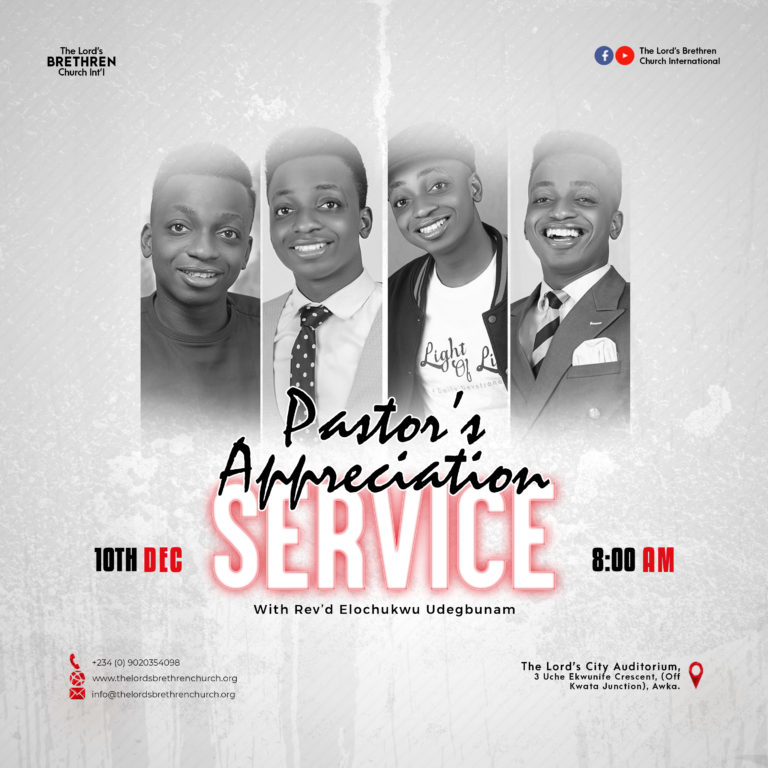 The Lord's
BRETHREN
Church Int'l
The Lord's Brethren
Church International
Light
Of Li
Pastor's
Appreciation
SERVICE
10TH DEC
8:00 AM
With Rev'd Elochukwu Udegbunam
+234 (0) 9020354098
www.thelordsbrethrenchurch.org
info@thelordsbrethrenchurch.org
The Lord's City Auditorium,
3 Uche Ekwunife Crescent, (Off
Kwata Junction), Awka.